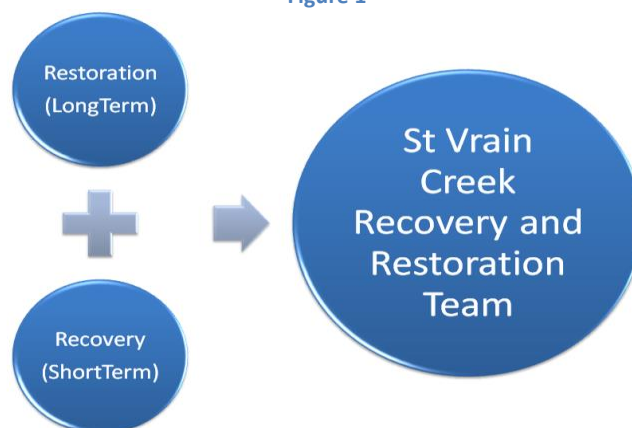 Figure 1
Restoration
(LongTerm)
Recovery
(ShortTerm)
St Vrain
Creek
Recovery and
Restoration
Team